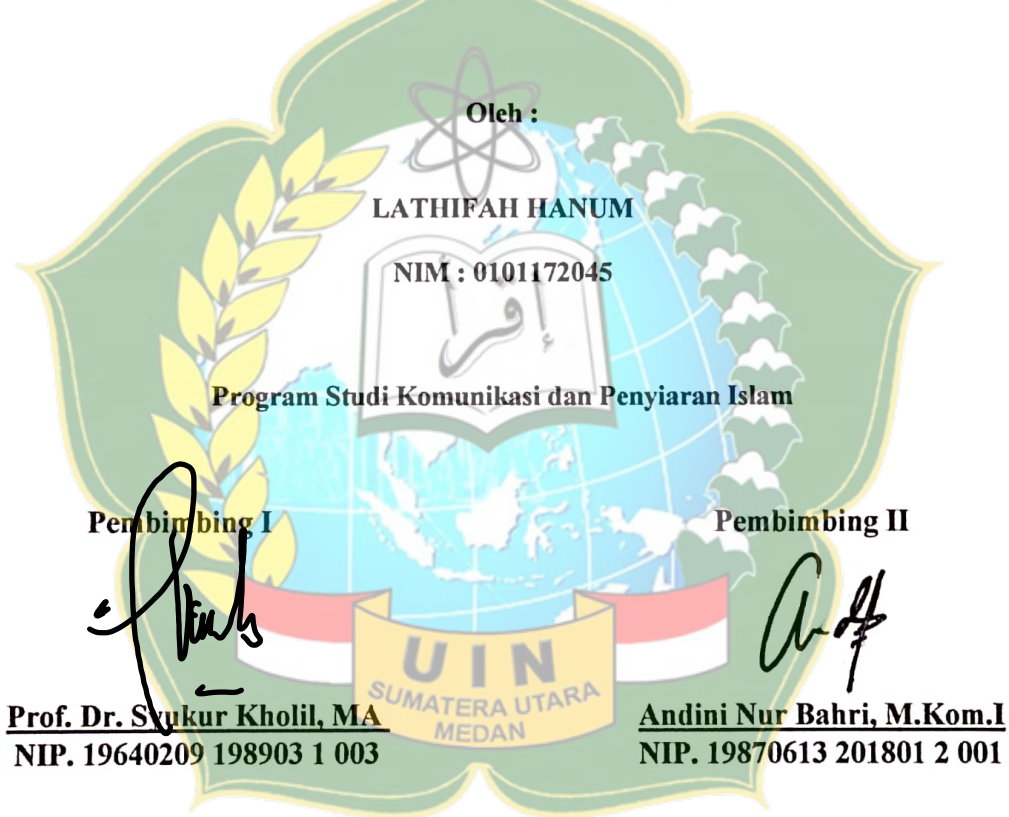 Oleh :
LATHIFAH HANUM
NIM : 0101172045
إقرأ
Program Studi Komunikasi dan Penyiaran Islam
Pembimbing I
Pembimbing II
UIN
SUMATERA UTARA
MEDAN
Prof. Dr. Syukur Kholil, MA
NIP. 19640209 198903 1 003
Andini Nur Bahri, M.Kom.I
NIP. 19870613 201801 2 001